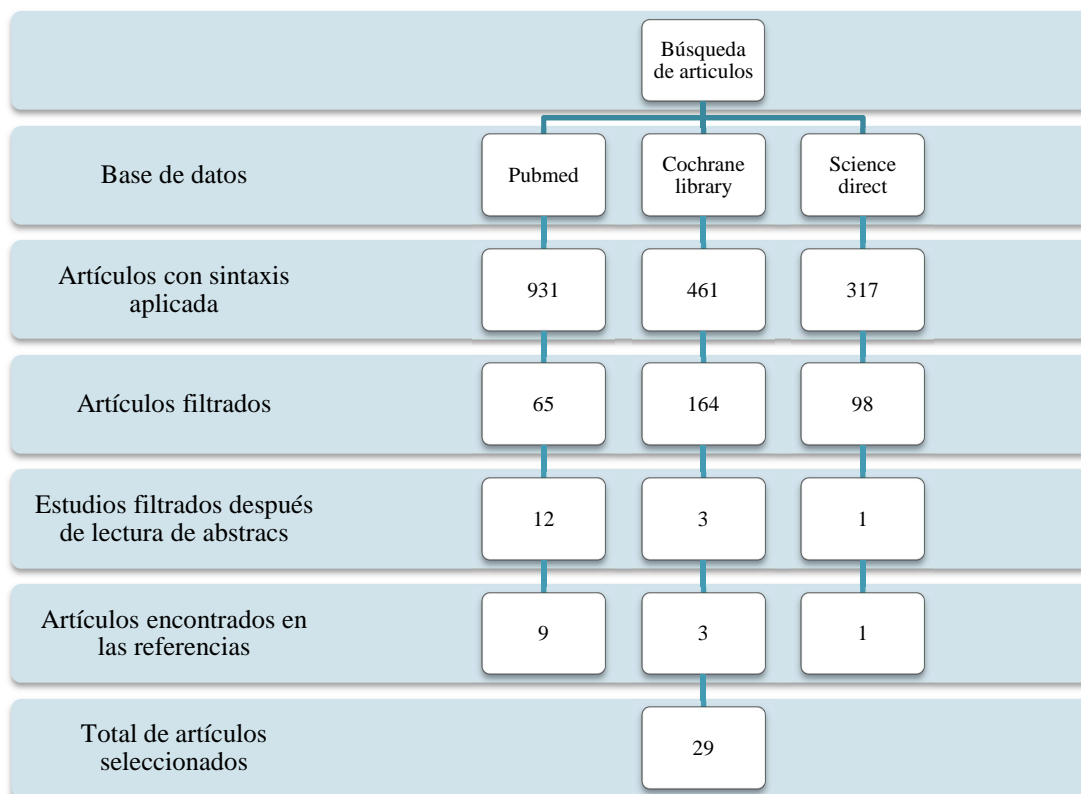 Búsqueda
de articulos
Base de datos
Pubmed
Cochrane
library
Science
direct
Artículos con sintaxis
aplicada
931
461
317
Artículos filtrados
65
164
98
Estudios filtrados después
de lectura de abstracs
12
3
1
Artículos encontrados en
las referencias
9
3
1
Total de artículos
seleccionados
29